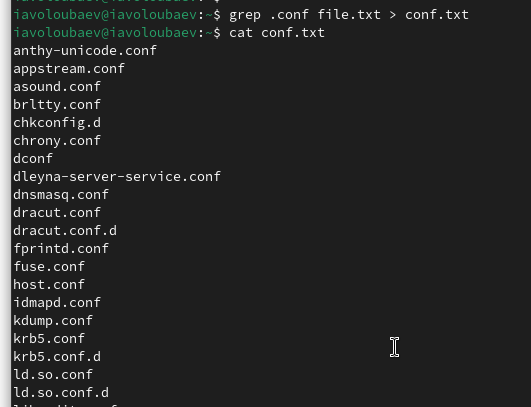 iavoloubaev@iavoloubaev:~$ grep .conf file.txt > conf.txt
iavoloubaev@iavoloubaev:~$ cat conf.txt
anthy-unicode.conf
appstream.conf
asound.conf
brltty.conf
chkconfig.d
chrony.conf
dconf
dleyna-server-service.conf
dnsmasq.conf
dracut.conf
dracut.conf.d
fprintd.conf
fuse.conf
host.conf
idmapd.conf
kdump.conf
krb5.conf
krb5.conf.d
ld.so.conf
ld.so.conf.d